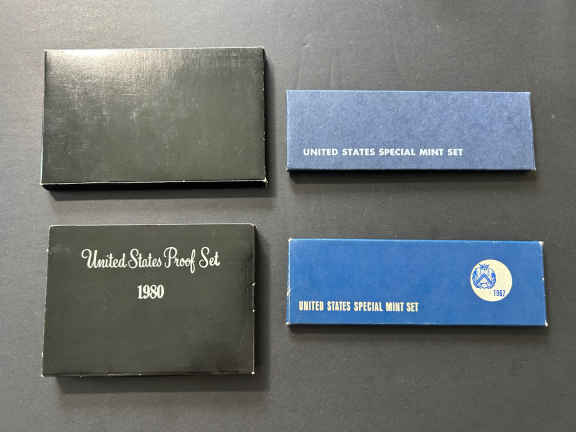 UNITED STATES SPECIAL MINT SET
United States Proof Set
1980
1967
UNITED STATES SPECIAL MINT SET